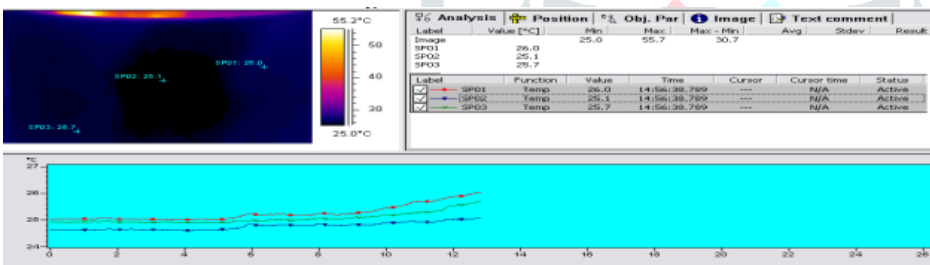 55.2°C
50
40
30
25.0°C
SP01: 26.0
SP02: 25.1
SP03: 25.7
Analysis Position Obj. Par Image Text comment
Label Value [°C] Min Max Max - Min Avg Stdev Result
Image 25.0 55.7 30.7
SP01 26.0
SP02 25.1
SP03 25.7
Label Function Value Time Cursor Cursor time Status
SP01 Temp 26.0 14:56:38.789 --- N/A Active
SP02 Temp 25.1 14:56:38.789 --- N/A Active
SP03 Temp 25.7 14:56:38.789 --- N/A Active
°C
27
26
25
24
0 2 4 6 8 10 12 14 16 18 20 22 24 26